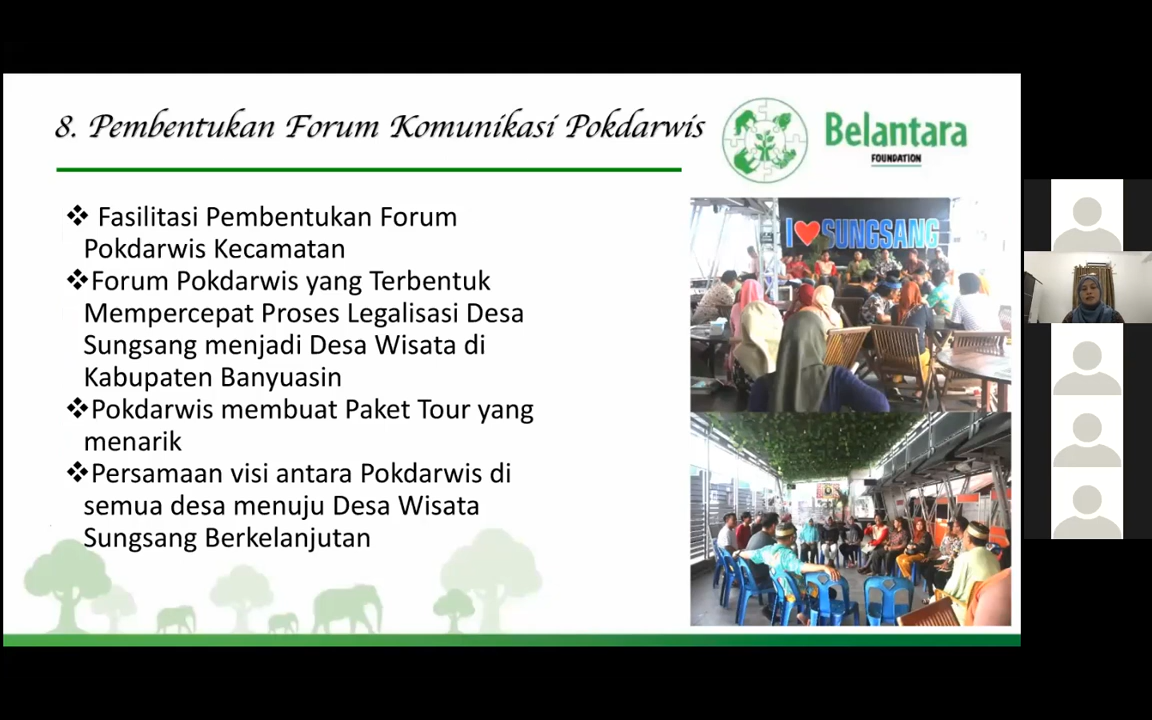 8. Pembentukan Forum Komunikasi Pokdarwis
Belantara
FOUNDATION
❖ Fasilitasi Pembentukan Forum
Pokdarwis Kecamatan
❖Forum Pokdarwis yang Terbentuk
Mempercepat Proses Legalisasi Desa
Sungsang menjadi Desa Wisata di
Kabupaten Banyuasin
❖Pokdarwis membuat Paket Tour yang
menarik
❖Persamaan visi antara Pokdarwis di
semua desa menuju Desa Wisata
Sungsang Berkelanjutan
I❤SUNGSANG